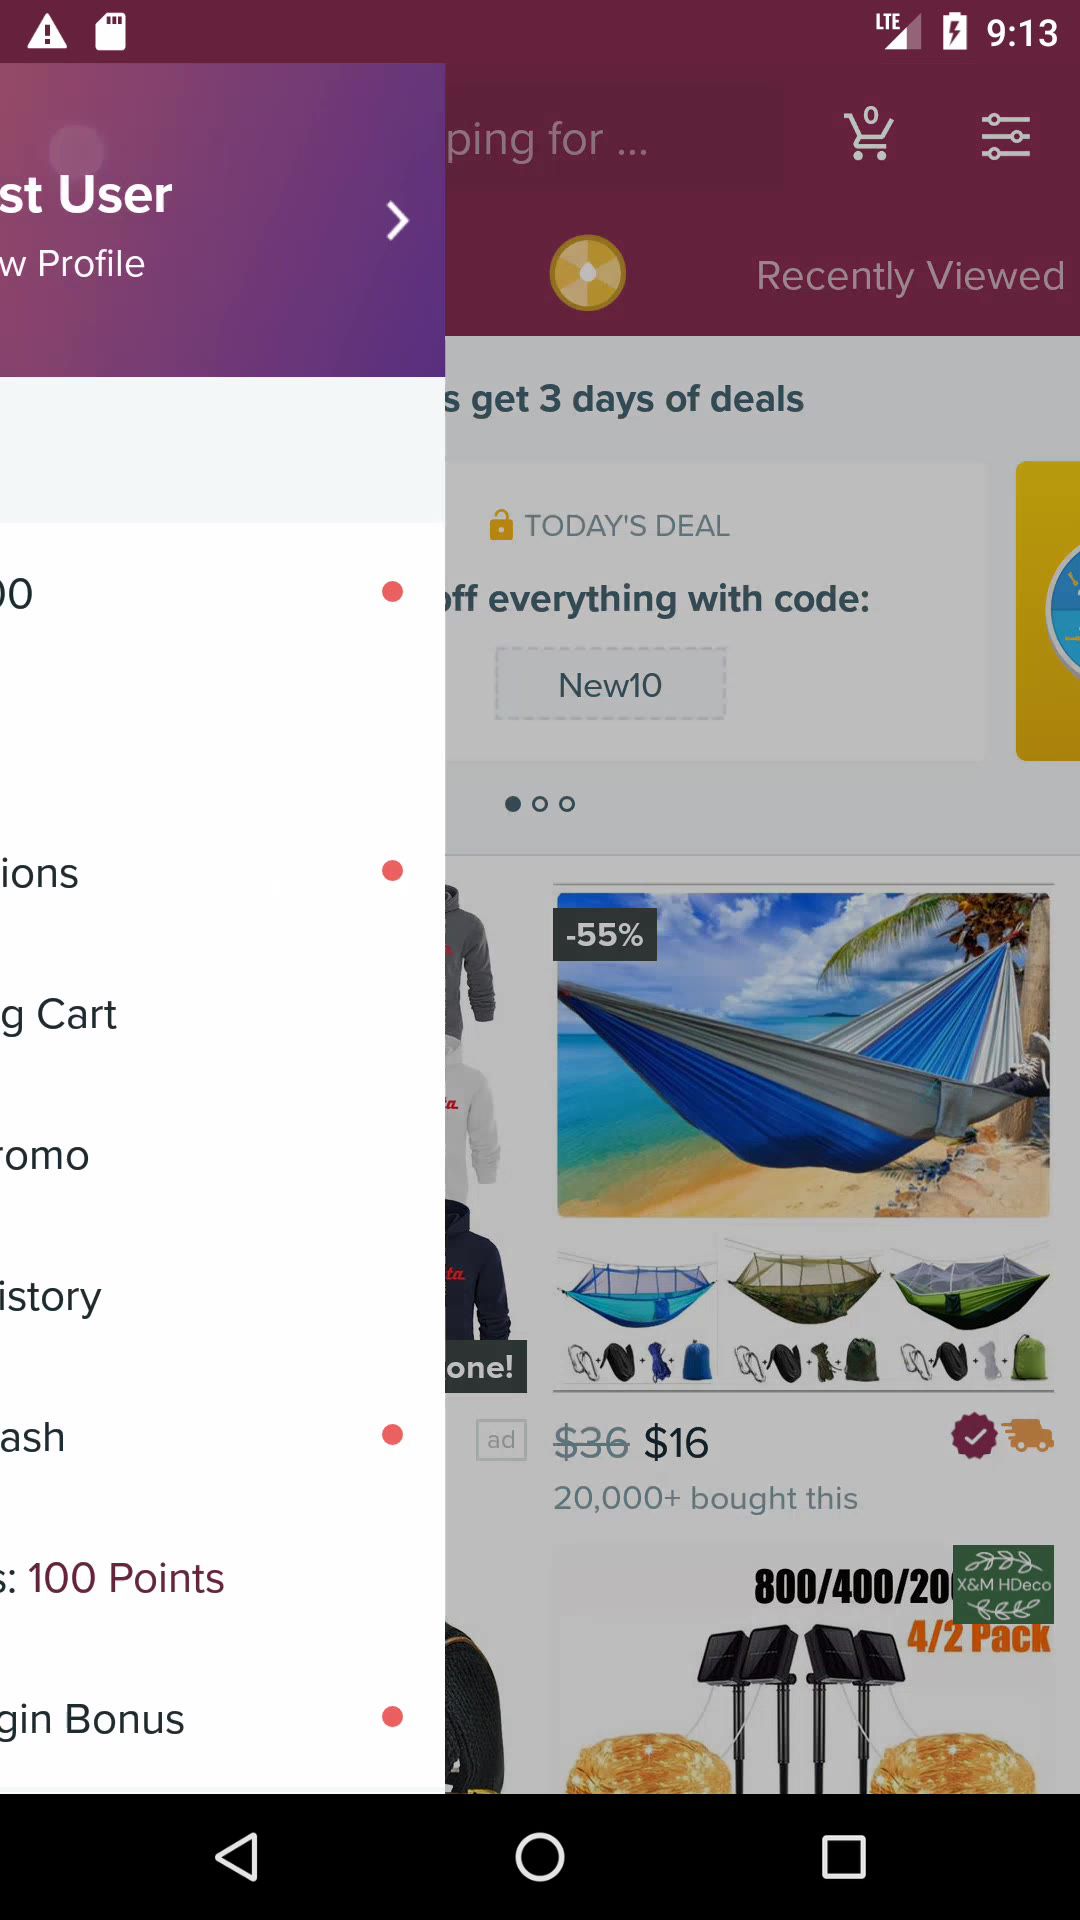 LTE 9:13
st User
w Profile
ping for ...
0
Recently Viewed
s get 3 days of deals
TODAY'S DEAL
off everything with code:
New10
00
ions
g Cart
romo
istory
ash
s: 100 Points
gin Bonus
-55%
ta
one!
ad
$36 $16
20,000+ bought this
800/400/200
X&M HDeco
4/2 Pack